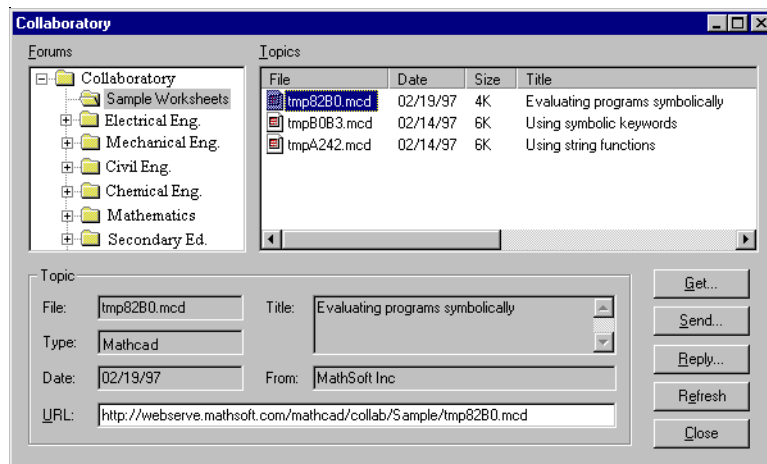 Collaboratory
Forums
Topics
Collaboratory
Sample Worksheets
Electrical Eng.
Mechanical Eng.
Civil Eng.
Chemical Eng.
Mathematics
Secondary Ed.
File Date Size Title
tmp82B0.mcd 02/19/97 4K Evaluating programs symbolically
tmpB0B3.mcd 02/14/97 6K Using symbolic keywords
tmpA242.mcd 02/14/97 6K Using string functions
Topic
File: tmp82B0.mcd Title: Evaluating programs symbolically
Type: Mathcad
Date: 02/19/97 From: MathSoft Inc
URL: http://webserve.mathsoft.com/mathcad/collab/Sample/tmp82B0.mcd
Get...
Send...
Reply...
Refresh
Close